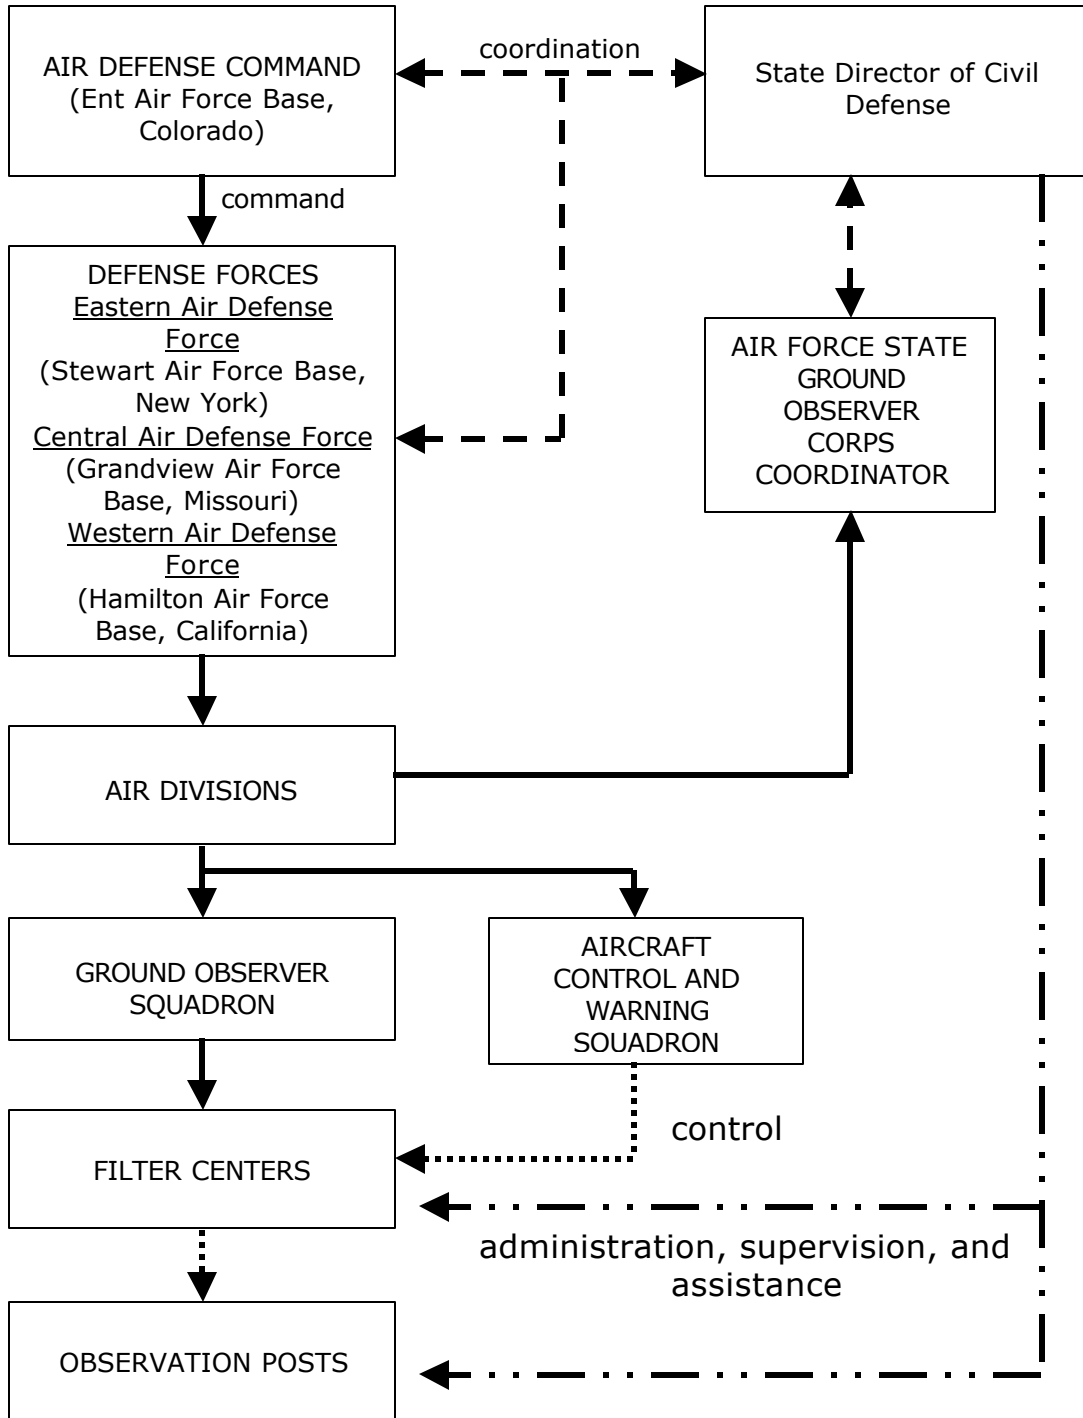 AIR DEFENSE COMMAND
(Ent Air Force Base,
Colorado)
coordination
State Director of Civil
Defense
command
DEFENSE FORCES
Eastern Air Defense
Force
(Stewart Air Force Base,
New York)
Central Air Defense Force
(Grandview Air Force
Base, Missouri)
Western Air Defense
Force
(Hamilton Air Force
Base, California)
AIR FORCE STATE
GROUND
OBSERVER
CORPS
COORDINATOR
AIR DIVISIONS
GROUND OBSERVER
SQUADRON
AIRCRAFT
CONTROL AND
WARNING
SOUADRON
control
FILTER CENTERS
administration, supervision, and
assistance
OBSERVATION POSTS